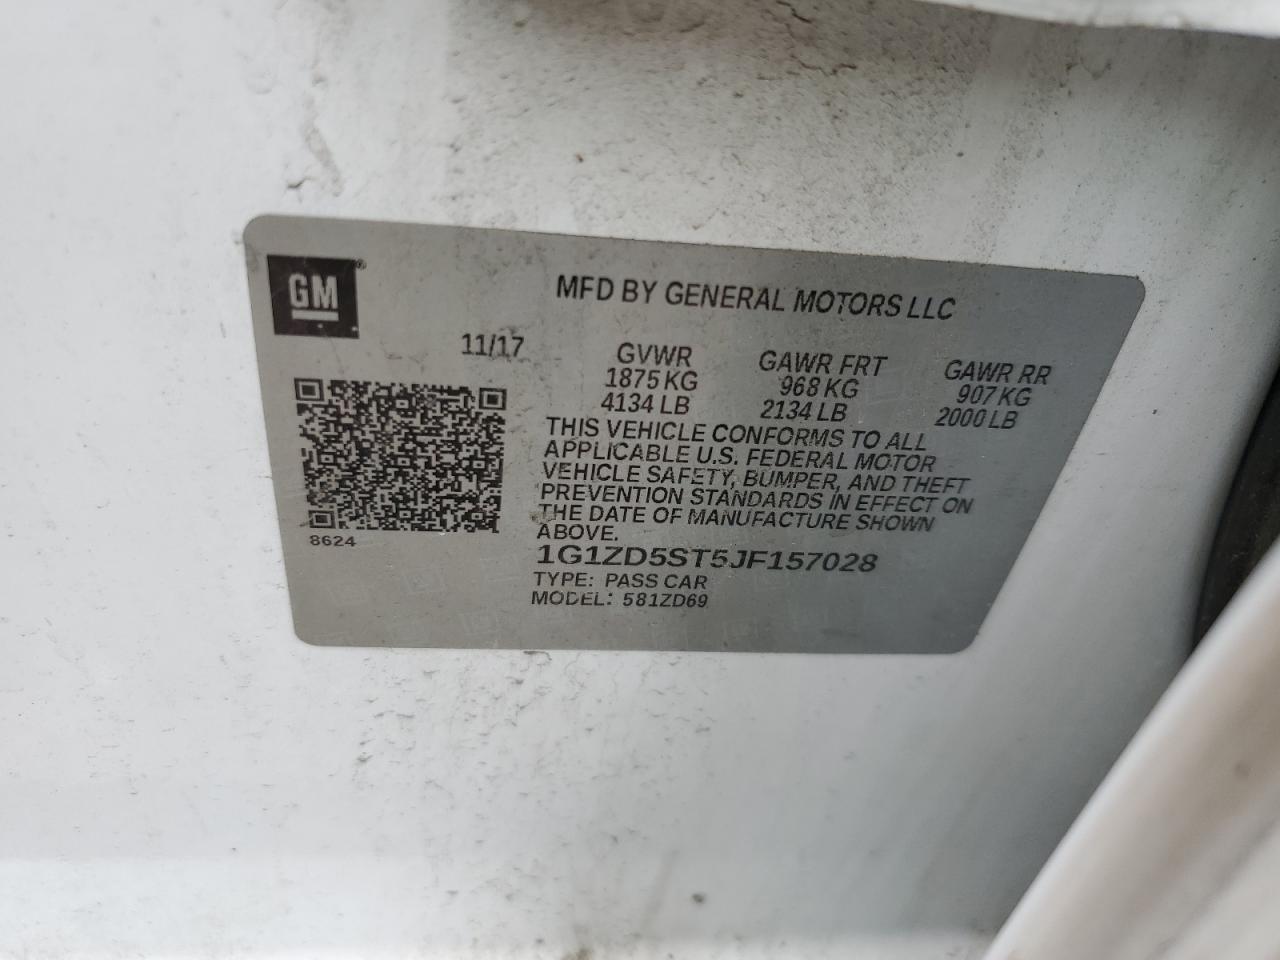 GM®
MFD BY GENERAL MOTORS LLC
11/17
GVWR GAWR FRT GAWR RR
1875 KG 968 KG 907 KG
4134 LB 2134 LB 2000 LB
THIS VEHICLE CONFORMS TO ALL
APPLICABLE U.S. FEDERAL MOTOR
VEHICLE SAFETY, BUMPER, AND THEFT
PREVENTION STANDARDS IN EFFECT ON
THE DATE OF MANUFACTURE SHOWN
ABOVE.
8624
1G1ZD5ST5JF157028
TYPE: PASS CAR
MODEL: 581ZD69